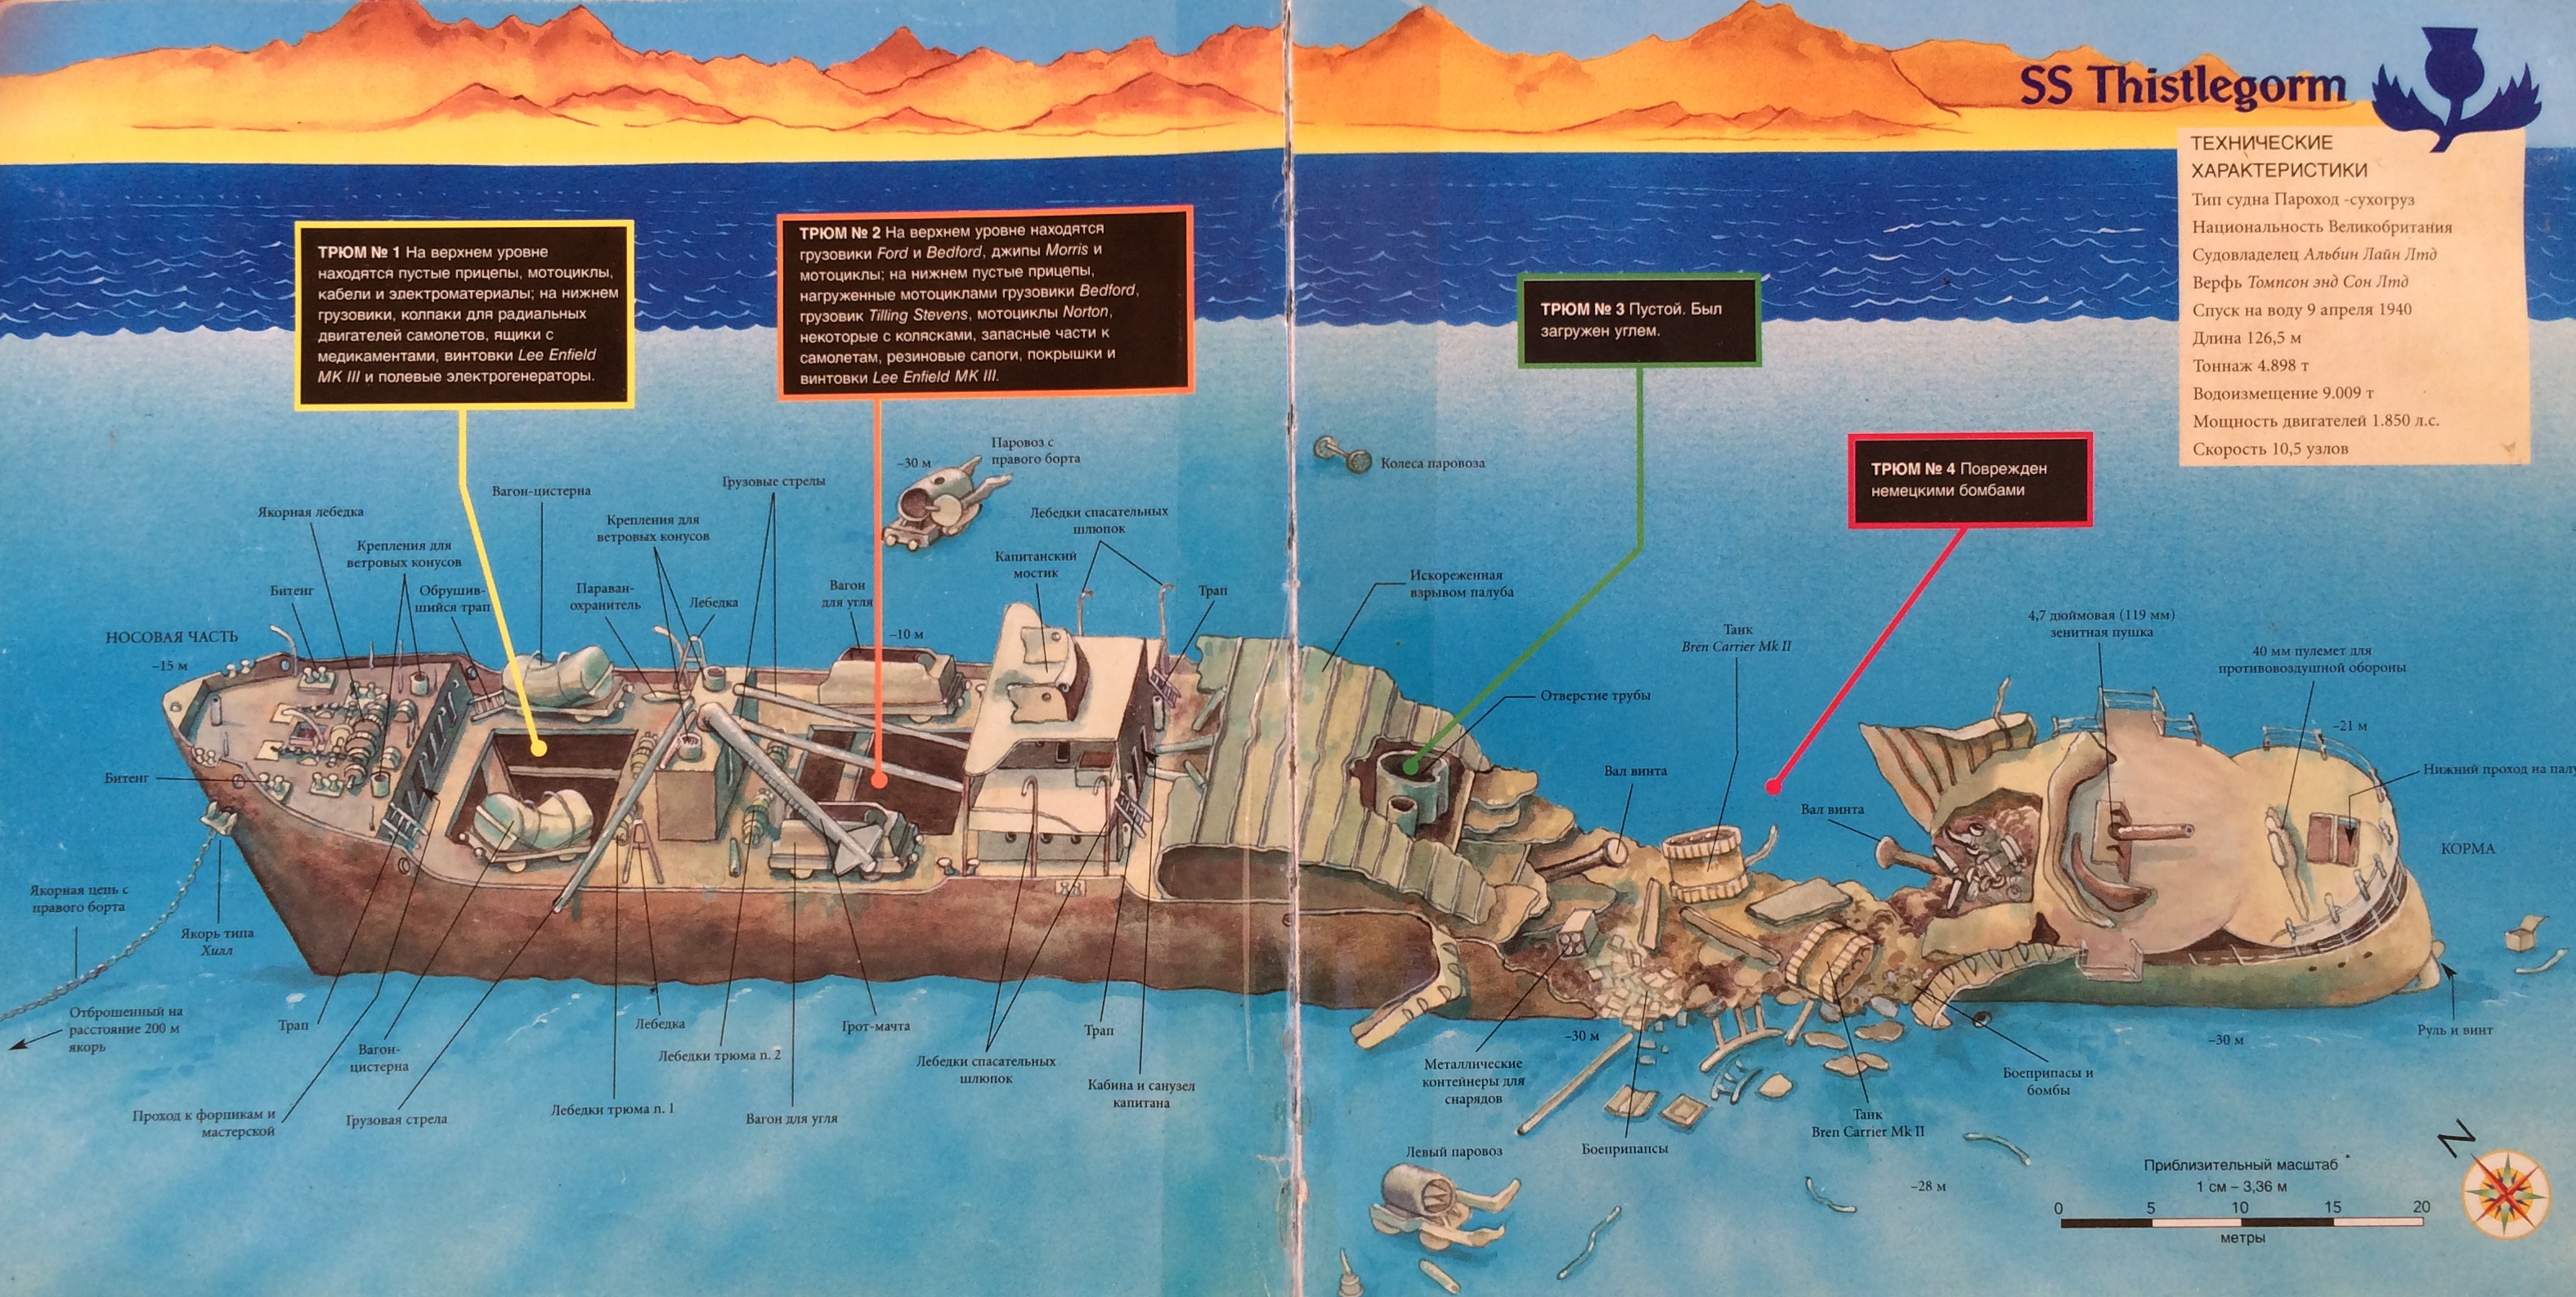 SS Thistlegorm
ТЕХНИЧЕСКИЕ
ХАРАКТЕРИСТИКИ
Тип судна Пароход -сухогруз
Национальность Великобритания
Судовладелец Альбин Лайн Лтд
Верфь Томпсон энд Сон Лтд
Спуск на воду 9 апреля 1940
Длина 126,5 м
Тоннаж 4.898 т
Водоизмещение 9.009 т
Мощность двигателей 1.850 л.с.
Скорость 10,5 узлов
ТРЮМ № 1 На верхнем уровне
находятся пустые прицепы, мотоциклы,
кабели и электроматериалы; на нижнем
грузовики, колпаки для радиальных
двигателей самолетов, ящики с
медикаментами, винтовки Lee Enfield
MK III и полевые электрогенераторы.
ТРЮМ № 2 На верхнем уровне находятся
грузовики Ford и Bedford, джипы Morris и
мотоциклы; на нижнем пустые прицепы,
нагруженные мотоциклами грузовики Bedford,
грузовик Tilling Stevens, мотоциклы Norton,
некоторые с колясками, запасные части к
самолетам, резиновые сапоги, покрышки и
винтовки Lee Enfield MK III.
ТРЮМ № 3 Пустой. Был
загружен углем.
ТРЮМ № 4 Поврежден
немецкими бомбами
Паровоз с
правого борта
–30 м
Колеса паровоза
Вагон-цистерна
Грузовые стрелы
Якорная лебедка
Крепления для
ветровых конусов
Лебедки спасательных
шлюпок
Крепления для
ветровых конусов
Капитанский
мостик
Битенг
Обрушив-
шийся трап
Параван-
охранитель
Лебедка
Вагон
для угля
Трап
Искореженная
взрывом палуба
НОСОВАЯ ЧАСТЬ
–15 м
–10 м
Танк
Bren Carrier Mk II
4,7 дюймовая (119 мм)
зенитная пушка
40 мм пулемет для
противовоздушной обороны
Отверстие трубы
–21 м
Битенг
Вал винта
Вал винта
Нижний проход на
КОРМА
Якорная цепь с
правого борта
Якорь типа
Хилл
Отброшенный на
расстояние 200 м
якорь
Трап
Вагон-
цистерна
Проход к форпикам и
мастерской
Грузовая стрела
Лебедка
Лебедки трюма n. 2
Лебедки трюма n. 1
Грот-мачта
Вагон для угля
Лебедки спасательных
шлюпок
Трап
Кабина и санузел
капитана
–30 м
Металлические
контейнеры для
снарядов
Боеприпасы
Танк
Bren Carrier Mk II
Боеприпасы и
бомбы
–30 м
Руль и винт
Левый паровоз
–28 м
N
Приблизительный масштаб
1 см – 3,36 м
0 5 10 15 20
метры